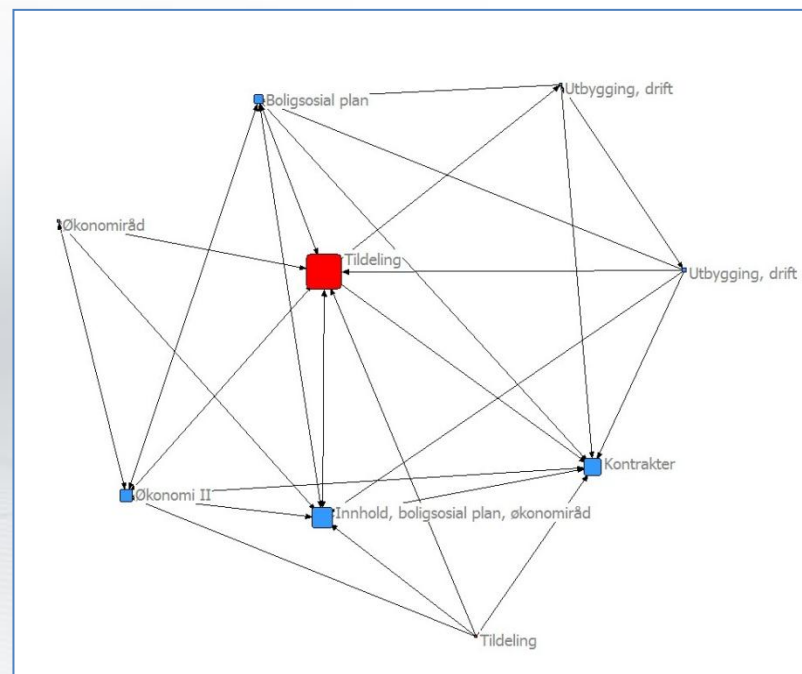 Utbygging, drift
Boligsosial plan
Økonomiråd
Tildeling
Utbygging, drift
Kontrakter
Økonomi II
Innhold, boligsosial plan, økonomiråd
Tildeling